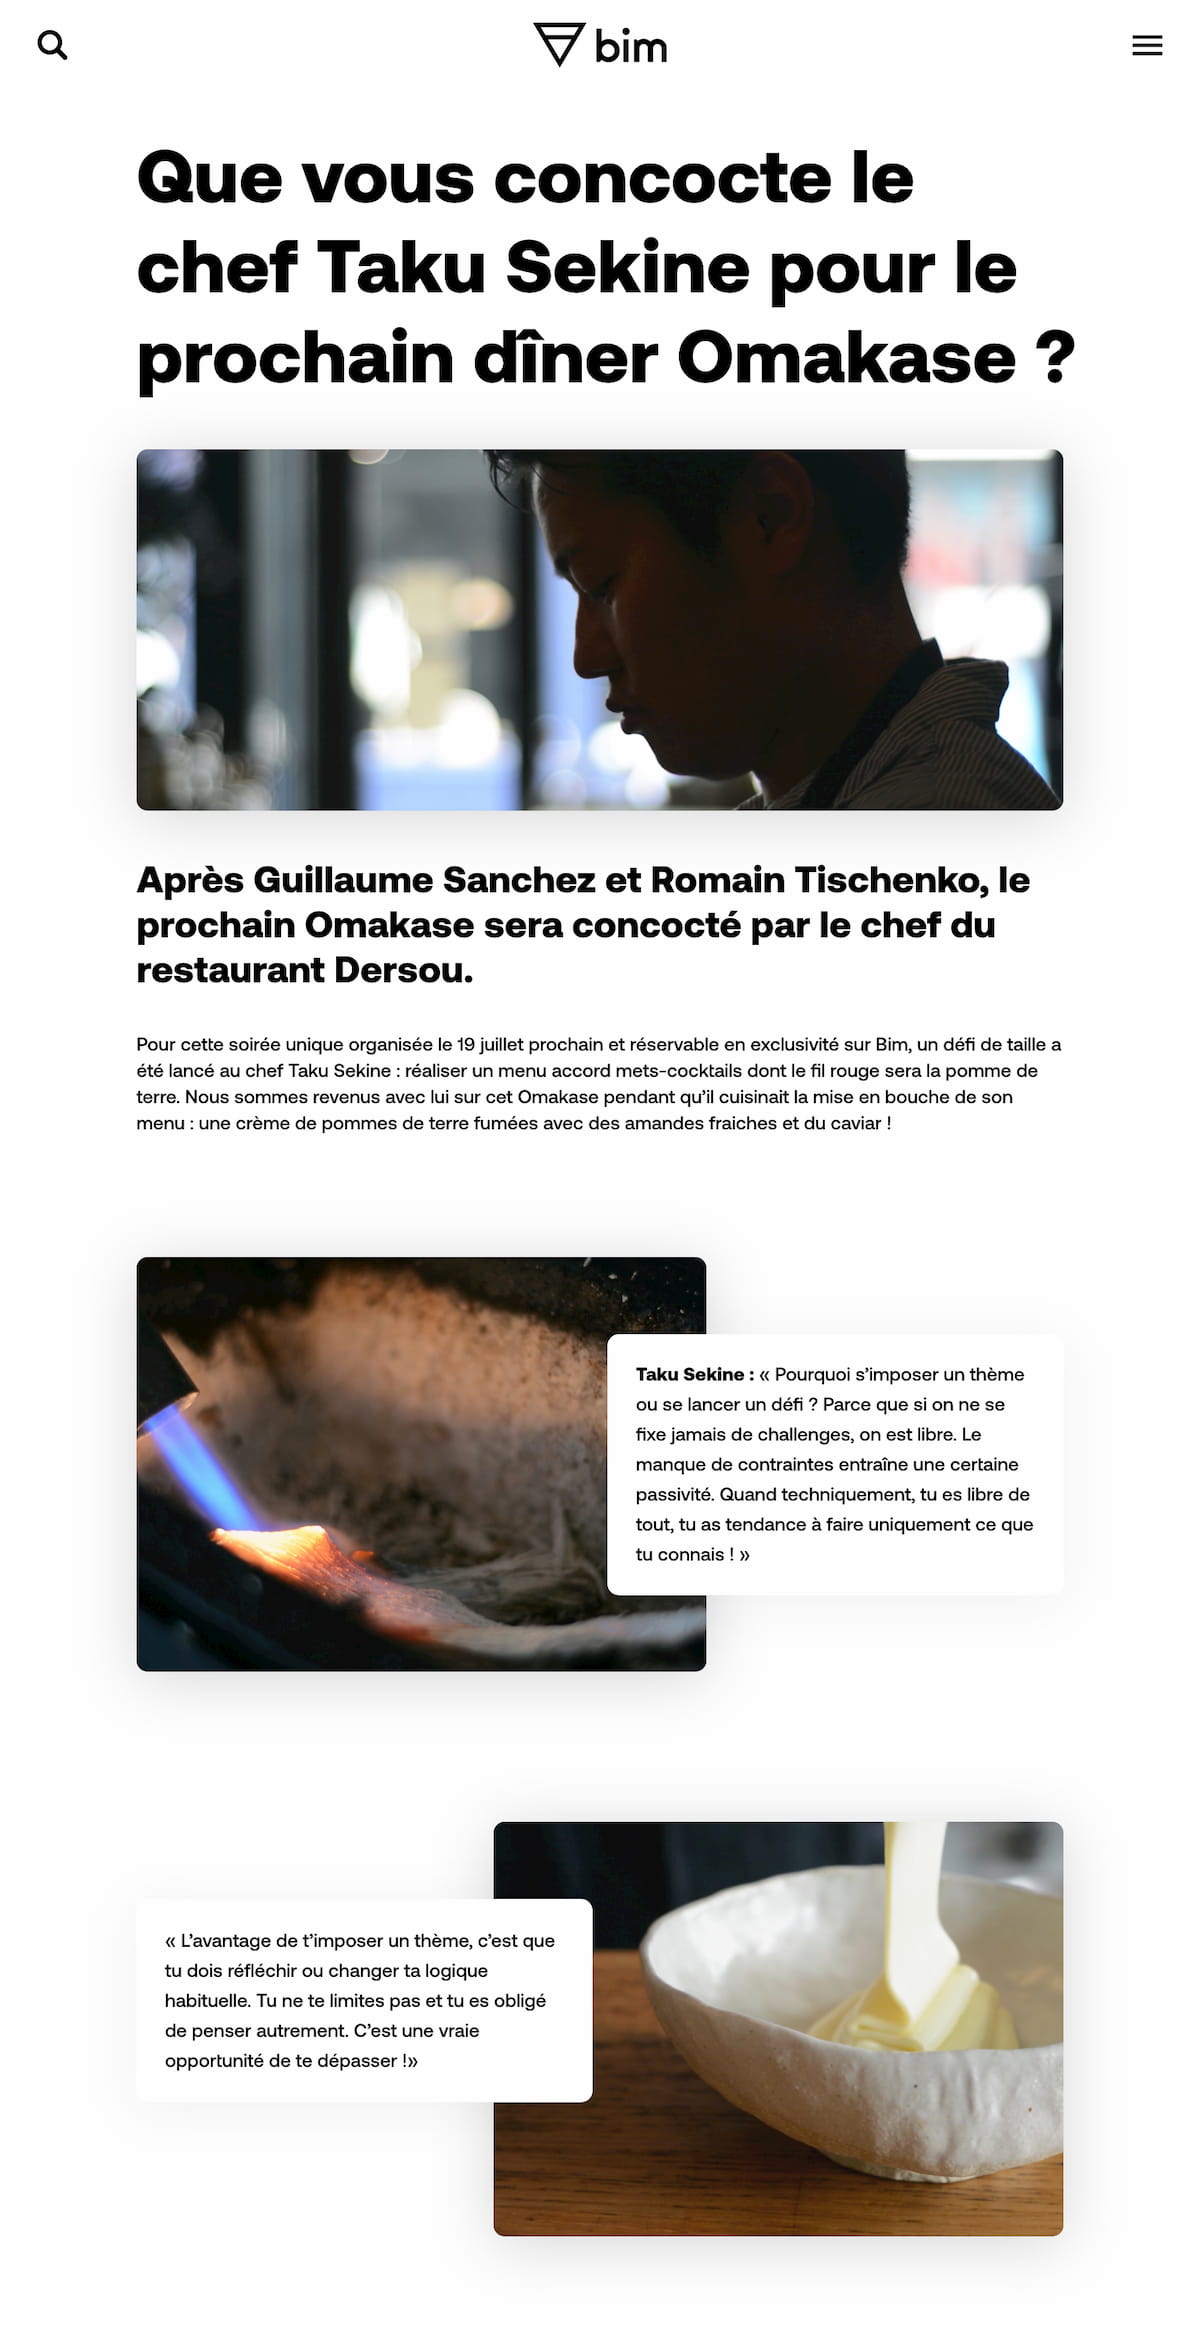 bim
Que vous concocte le
chef Taku Sekine pour le
prochain dîner Omakase ?
Après Guillaume Sanchez et Romain Tischenko, le
prochain Omakase sera concocté par le chef du
restaurant Dersou.
Pour cette soirée unique organisée le 19 juillet prochain et réservable en exclusivité sur Bim, un défi de taille a
été lancé au chef Taku Sekine : réaliser un menu accord mets-cocktails dont le fil rouge sera la pomme de
terre. Nous sommes revenus avec lui sur cet Omakase pendant qu’il cuisinait la mise en bouche de son
menu : une crème de pommes de terre fumées avec des amandes fraiches et du caviar !
Taku Sekine : « Pourquoi s’imposer un thème
ou se lancer un défi ? Parce que si on ne se
fixe jamais de challenges, on est libre. Le
manque de contraintes entraîne une certaine
passivité. Quand techniquement, tu es libre de
tout, tu as tendance à faire uniquement ce que
tu connais ! »
« L’avantage de t’imposer un thème, c’est que
tu dois réfléchir ou changer ta logique
habituelle. Tu ne te limites pas et tu es obligé
de penser autrement. C’est une vraie
opportunité de te dépasser !»